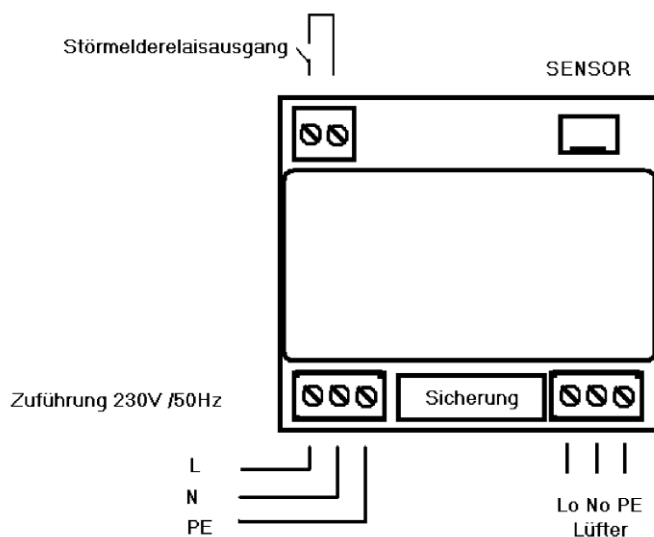 Störmelderelaisausgang
SENSOR
Zuführung 230V /50Hz
Sicherung
L
N
PE
Lo No PE
Lüfter